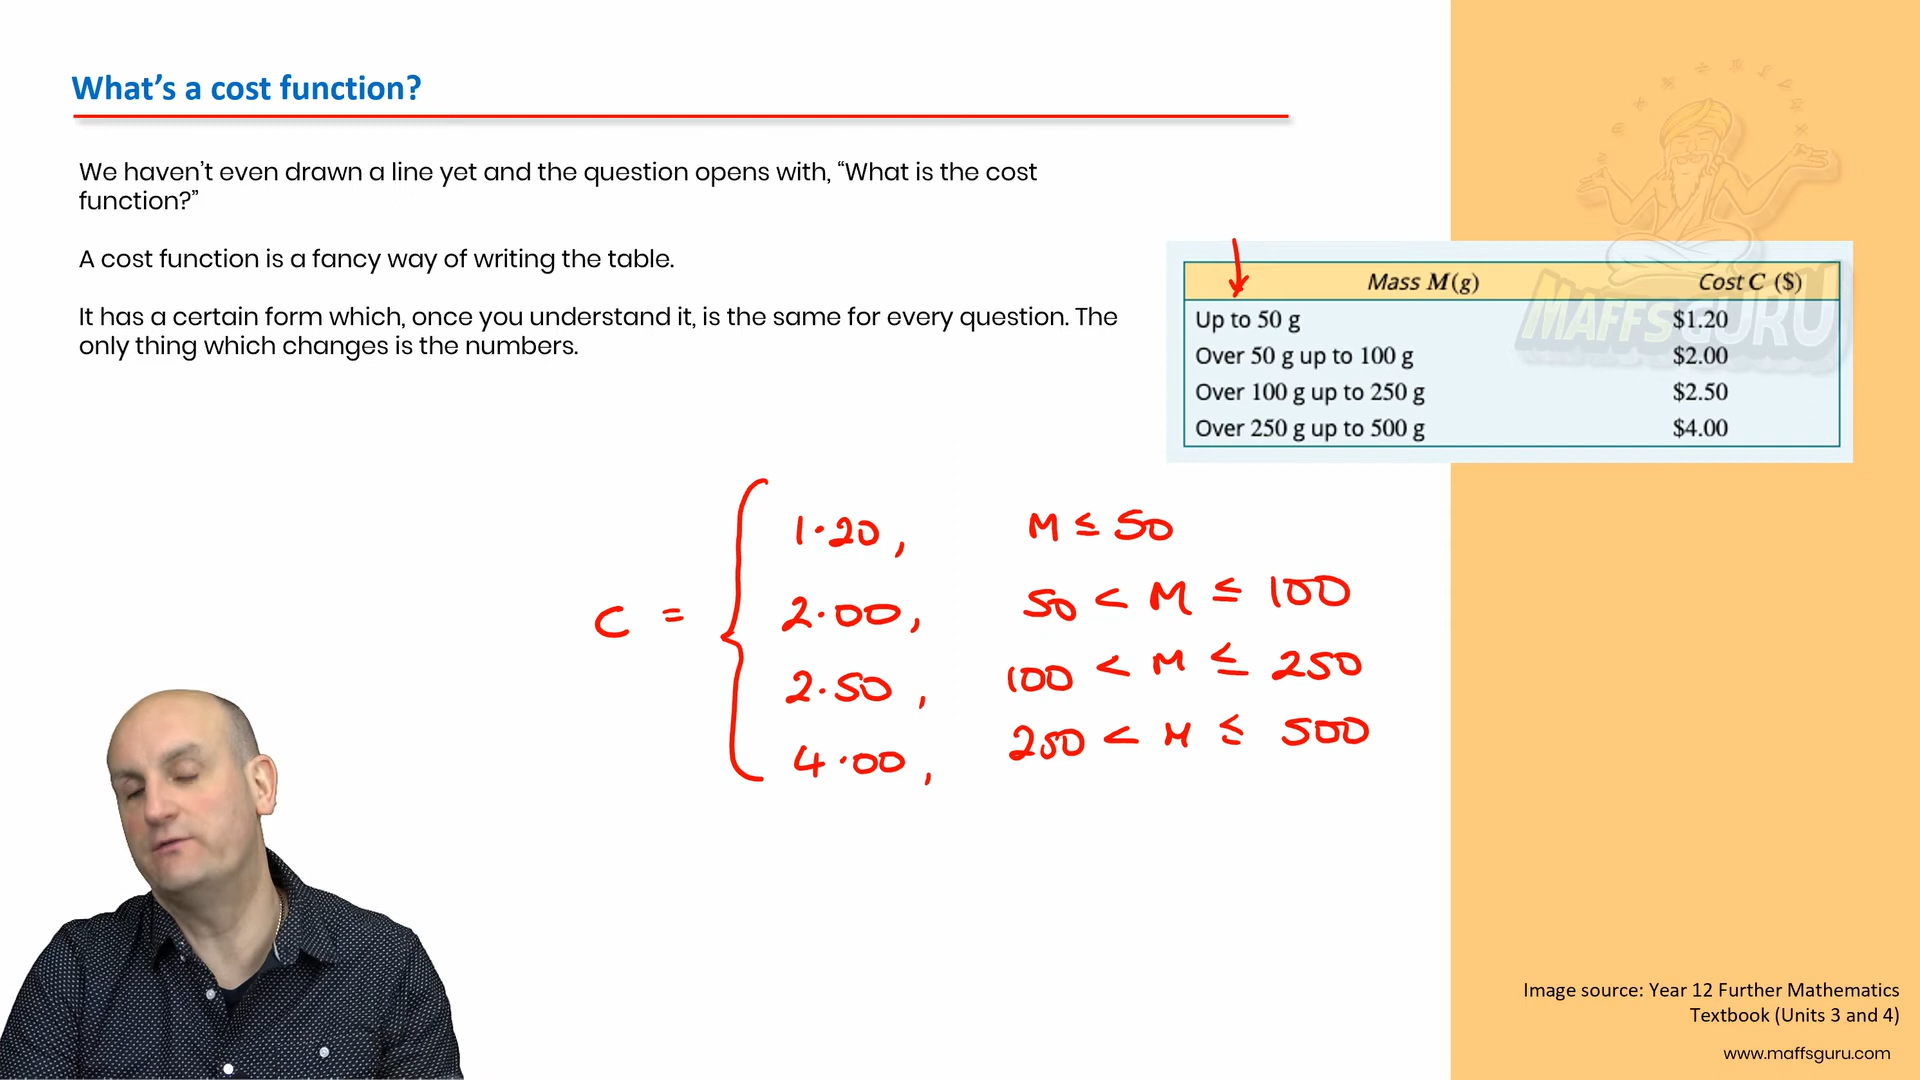 What's a cost function?
We haven't even drawn a line yet and the question opens with, “What is the cost
function?”
A cost function is a fancy way of writing the table.
It has a certain form which, once you understand it, is the same for every question. The
only thing which changes is the numbers.
Mass M(g) Cost C ($)
Up to 50 g $1.20
Over 50 g up to 100 g $2.00
Over 100 g up to 250 g $2.50
Over 250 g up to 500 g $4.00
MAFFSGURU
C =
1.20, M ≤ 50
2.00, 50 < M ≤ 100
2.50, 100 < M ≤ 250
4.00, 250 < M ≤ 500
Image source: Year 12 Further Mathematics
Textbook (Units 3 and 4)
www.maffsguru.com